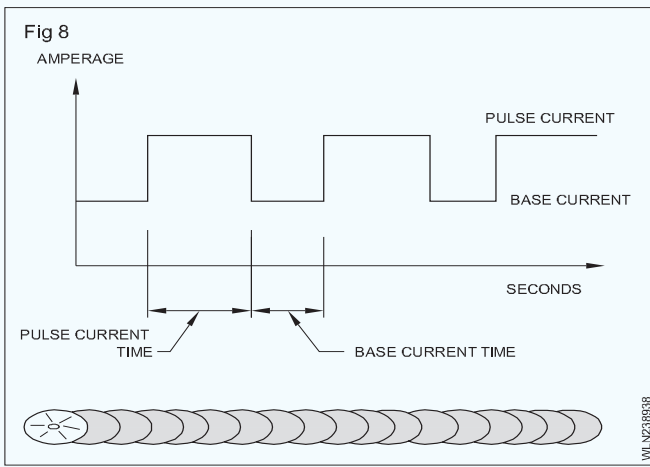 Fig 8
AMPERAGE
PULSE CURRENT
BASE CURRENT
SECONDS
PULSE CURRENT
TIME
BASE CURRENT TIME
WLN238938